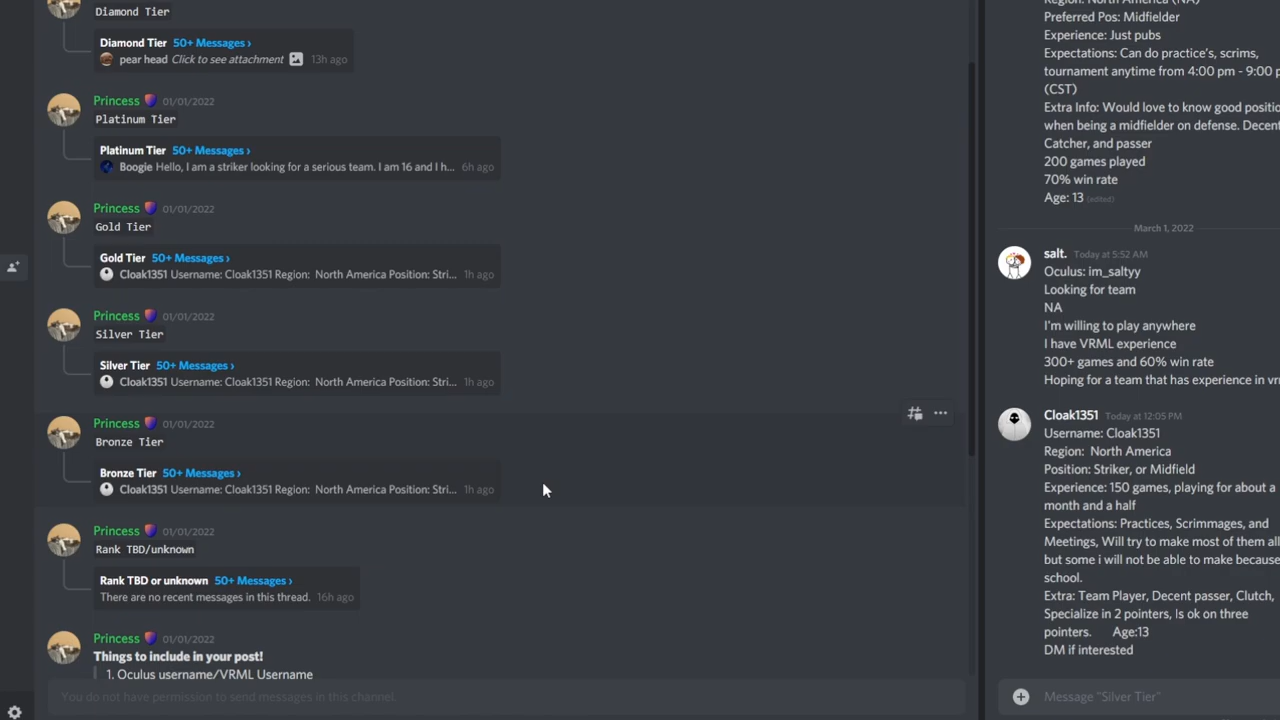 Diamond Tier
Diamond Tier 50+ Messages ›
pear head Click to see attachment 13h ago
Princess 01/01/2022
Platinum Tier
Platinum Tier 50+ Messages ›
Boogie Hello, I am a striker looking for a serious team. I am 16 and I h... 6h ago
Princess 01/01/2022
Gold Tier
Gold Tier 50+ Messages ›
Cloak1351 Username: Cloak1351 Region: North America Position: Stri... 1h ago
Princess 01/01/2022
Silver Tier
Silver Tier 50+ Messages ›
Cloak1351 Username: Cloak1351 Region: North America Position: Stri... 1h ago
Princess 01/01/2022
Bronze Tier
Bronze Tier 50+ Messages ›
Cloak1351 Username: Cloak1351 Region: North America Position: Stri... 1h ago
Princess 01/01/2022
Rank TBD/unknown
Rank TBD or unknown 50+ Messages ›
There are no recent messages in this thread. 16h ago
Princess 01/01/2022
Things to include in your post!
1. Oculus username/VRML Username
You do not have permission to send messages in this channel.
Region: North America (NA)
Preferred Pos: Midfielder
Experience: Just pubs
Expectations: Can do practice's, scrims,
tournament anytime from 4:00 pm - 9:00 p
(CST)
Extra Info: Would love to know good position
when being a midfielder on defense. Decent
Catcher, and passer
200 games played
70% win rate
Age: 13 (edited)
March 1, 2022
salt. Today at 5:52 AM
Oculus: im_saltyy
Looking for team
NA
I'm willing to play anywhere
I have VRML experience
300+ games and 60% win rate
Hoping for a team that has experience in vr
Cloak1351 Today at 12:05 PM
Username: Cloak1351
Region: North America
Position: Striker, or Midfield
Experience: 150 games, playing for about a
month and a half
Expectations: Practices, Scrimmages, and
Meetings, Will try to make most of them all
but some i will not be able to make because
school.
Extra: Team Player, Decent passer, Clutch,
Specialize in 2 pointers, Is ok on three
pointers. Age:13
DM if interested
Message "Silver Tier"